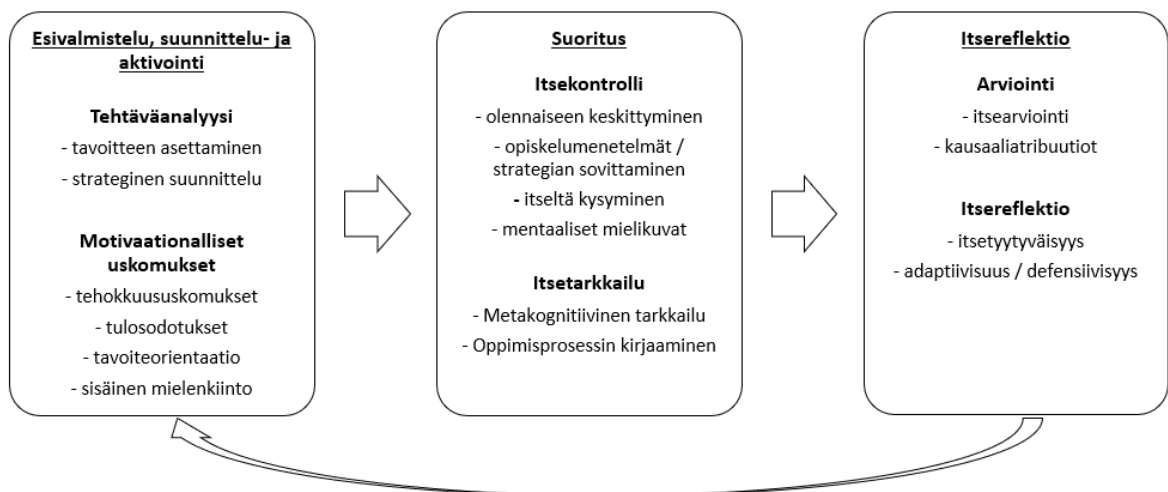 Esivalmistelu, suunnittelu- ja
aktivointi
Tehtäväanalyysi
- tavoitteen asettaminen
- strateginen suunnittelu
Motivaationalliset
uskomukset
- tehokkuususkomukset
- tulosodotukset
- tavoiteorientaatio
- sisäinen mielenkiinto
Suoritus
Itsekontrolli
- olennaiseen keskittyminen
- opiskelumenetelmät /
strategian sovittaminen
- itseltä kysyminen
- mentaaliset mielikuvat
Itsetarkkailu
- Metakognitiivinen tarkkailu
- Oppimisprosessin kirjaaminen
Itsereflektio
Arviointi
- itsearviointi
- kausaaliatribuutiot
Itsereflektio
- itsetyytyväisyys
- adaptiivisuus / defensiivisyys